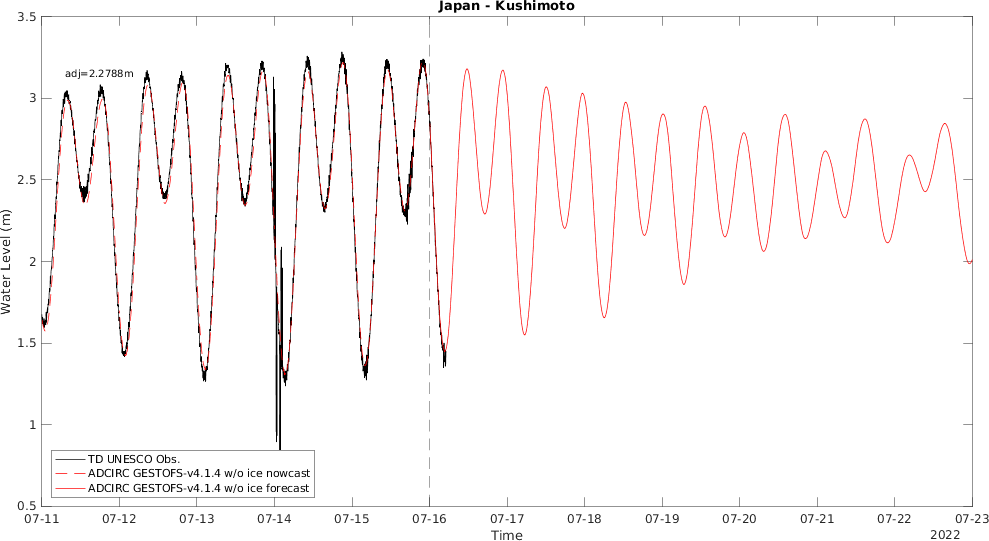 Japan - Kushimoto
3.5
adj=2.2788m
3
2.5
2
1.5
1
0.5
Water Level (m)
TD UNESCO Obs.
ADCIRC GESTOFS-v4.1.4 w/o ice nowcast
ADCIRC GESTOFS-v4.1.4 w/o ice forecast
07-11 07-12 07-13 07-14 07-15 07-16 07-17 07-18 07-19 07-20 07-21 07-22 07-23
Time
2022